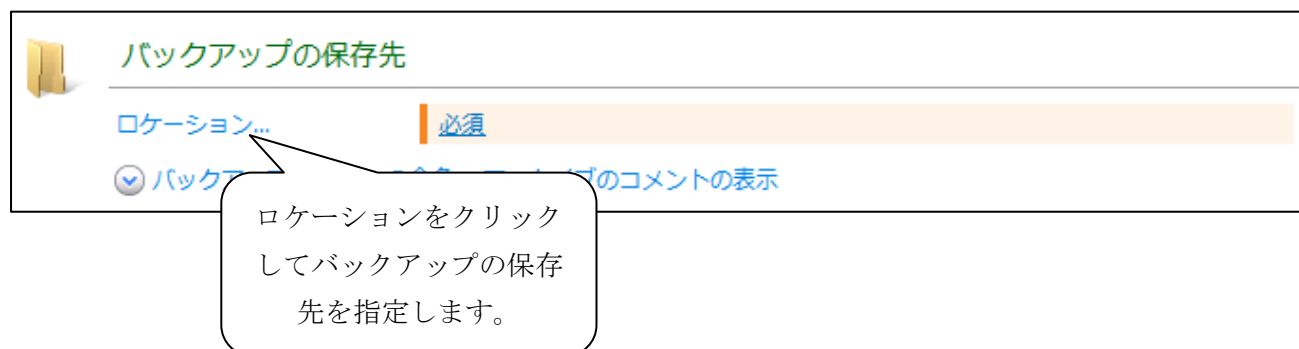 バックアップの保存先
ロケーション...
必須
バックア のコメントの表示
ロケーションをクリック
してバックアップの保存
先を指定します。